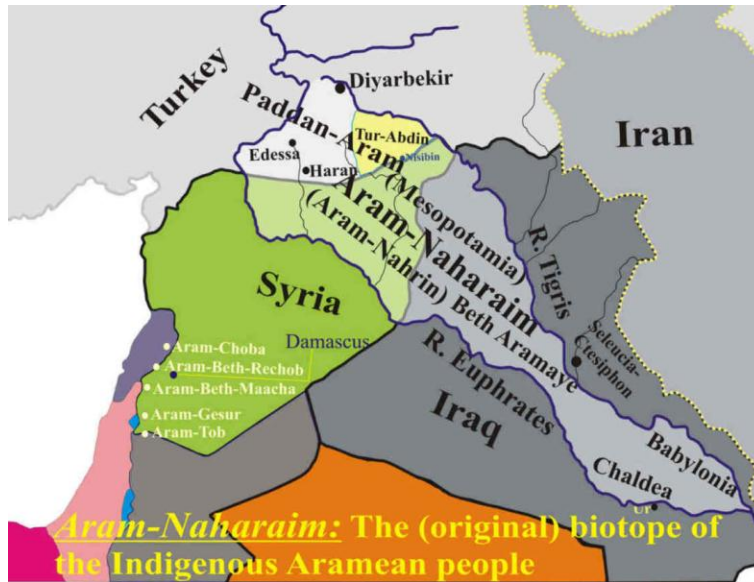 Turkey
Diyarbekir
Paddan-Aram
Tur-Abdin
Iran
Edessa
Nisibin
Haran
(Mesopotamia)
Aram-Naharaim
(Aram-Nahrin) Beth Aramaye
R. Tigris
Syria
Seleucia-
Ctesiphon
Damascus
Aram-Choba
Aram-Beth-Rechob
Aram-Beth-Maacha
R. Euphrates
Iraq
Aram-Gesur
Aram-Tob
Babylonia
Chaldea
Ur
Aram-Naharaim: The (original) biotope of
the Indigenous Aramean people